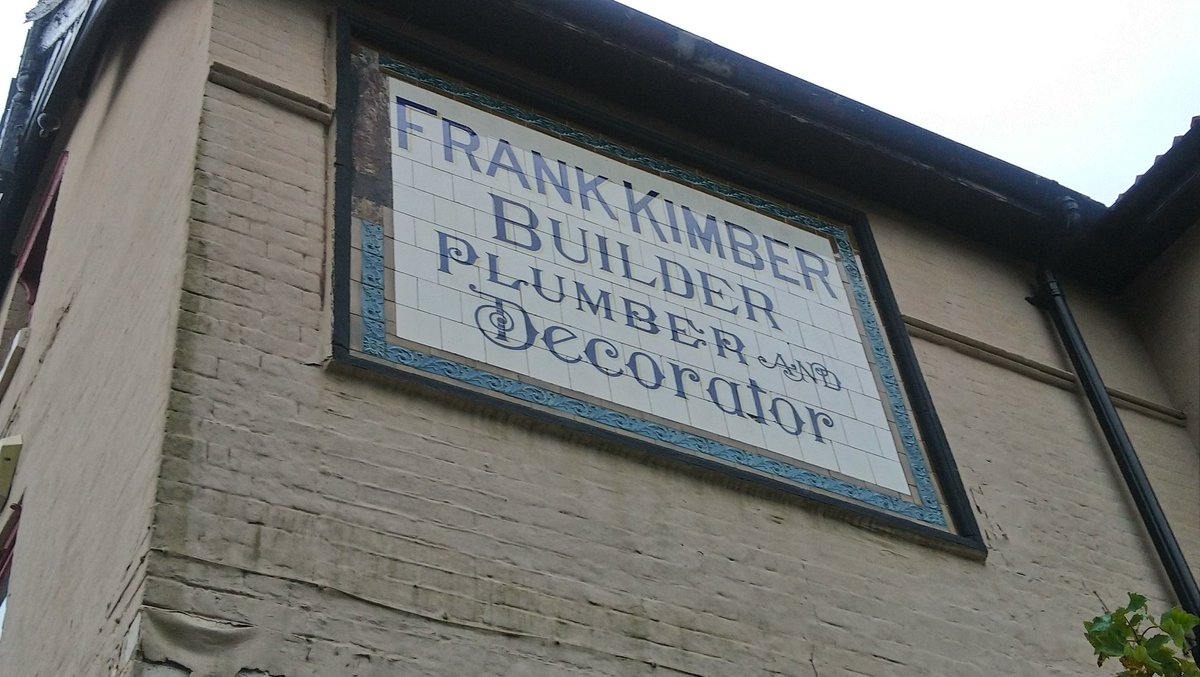 FRANK KIMBER
BUILDER
PLUMBER AND
Decorator